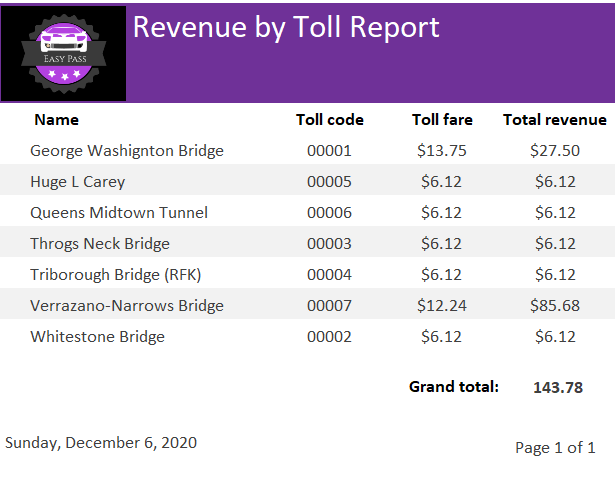 EASY PASS
Revenue by Toll Report
Name Toll code Toll fare Total revenue
George Washignton Bridge 00001 $13.75 $27.50
Huge L Carey 00005 $6.12 $6.12
Queens Midtown Tunnel 00006 $6.12 $6.12
Throgs Neck Bridge 00003 $6.12 $6.12
Triborough Bridge (RFK) 00004 $6.12 $6.12
Verrazano-Narrows Bridge 00007 $12.24 $85.68
Whitestone Bridge 00002 $6.12 $6.12
Grand total: 143.78
Sunday, December 6, 2020
Page 1 of 1